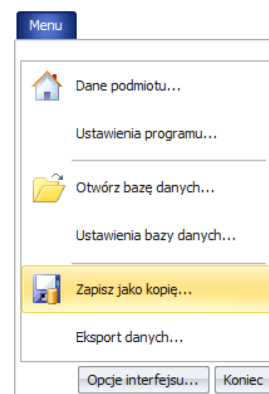 Menu
Dane podmiotu...
Ustawienia programu...
Otwórz bazę danych...
Ustawienia bazy danych...
Zapisz jako kopię...
Eksport danych...
Opcje interfejsu... Koniec